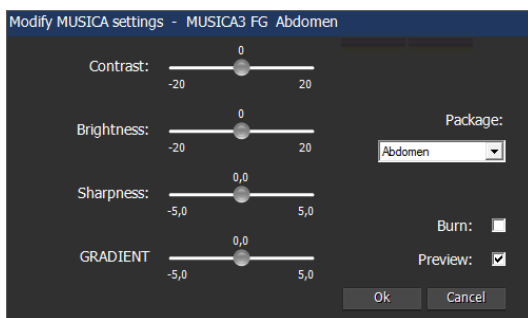 Modify MUSICA settings - MUSICA3 FG Abdomen
0
Contrast:
-20 20
0
Brightness:
-20 20
Package:
Abdomen
0,0
Sharpness:
-5,0 5,0
Burn:
0,0
GRADIENT
Preview:
-5,0 5,0
Ok Cancel